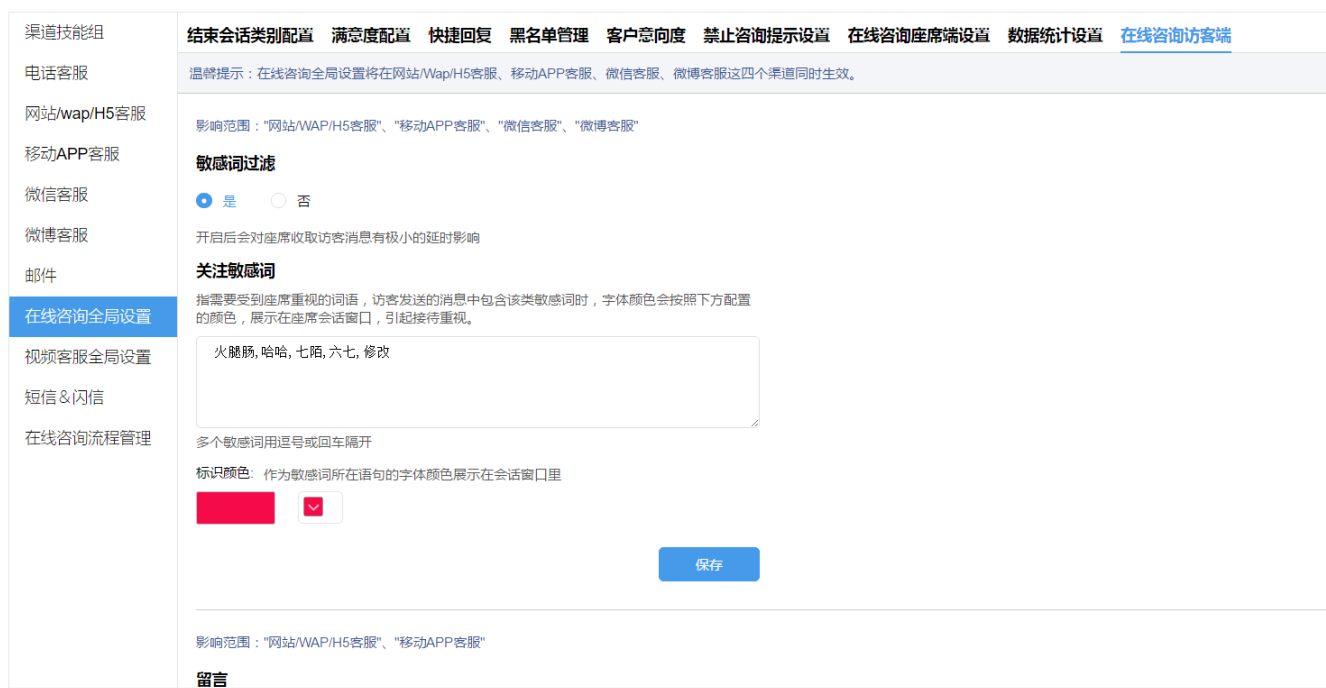 渠道技能组
电话客服
网站/wap/H5客服
移动APP客服
微信客服
微博客服
邮件
在线咨询全局设置
视频客服全局设置
短信＆闪信
在线咨询流程管理
结束会话类别配置 满意度配置 快捷回复 黑名单管理 客户意向度 禁止咨询提示设置 在线咨询座席端设置 数据统计设置 在线咨询访客端
温馨提示：在线咨询全局设置将在网站/Wap/H5客服、移动APP客服、微信客服、微博客服这四个渠道同时生效。
影响范围："网站/WAP/H5客服"、"移动APP客服"、"微信客服"、"微博客服"
敏感词过滤
是 否
开启后会对座席收取访客消息有极小的延时影响
关注敏感词
指需要受到座席重视的词语，访客发送的消息中包含该类敏感词时，字体颜色会按照下方配置
的颜色，展示在座席会话窗口，引起接待重视。
火腿肠,哈哈,七陌,六七,修改
多个敏感词用逗号或回车隔开
标识颜色: 作为敏感词所在语句的字体颜色展示在会话窗口里
保存
影响范围："网站/WAP/H5客服"、"移动APP客服"
留言